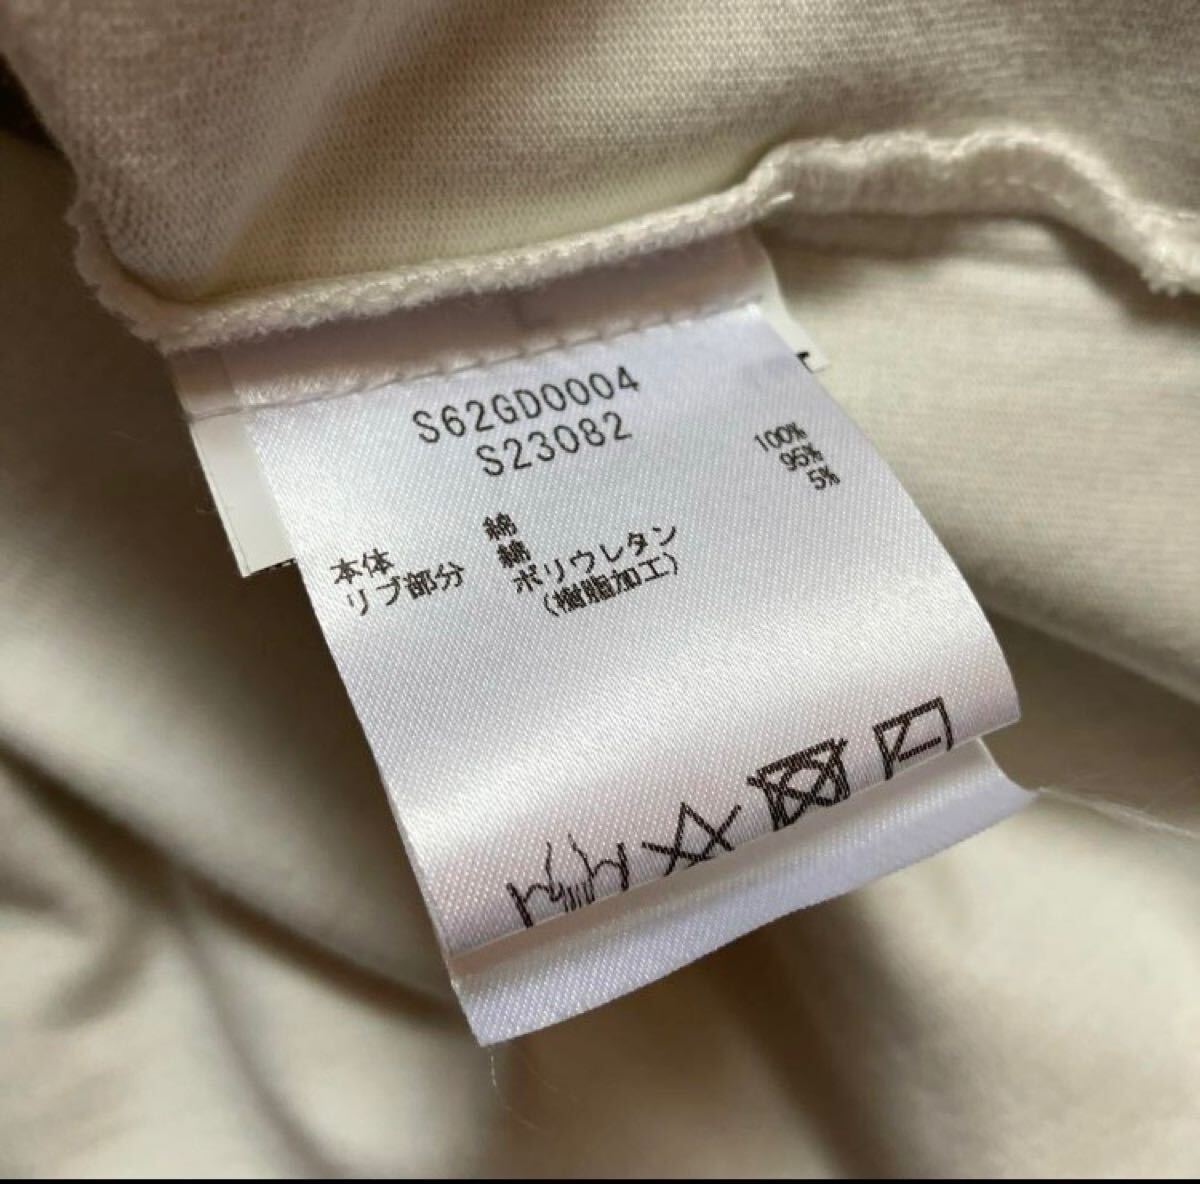 S62GD0004
S23082
本体 綿 100%
リブ部分 綿 95%
ポリウレタン 5%
(樹脂加工)